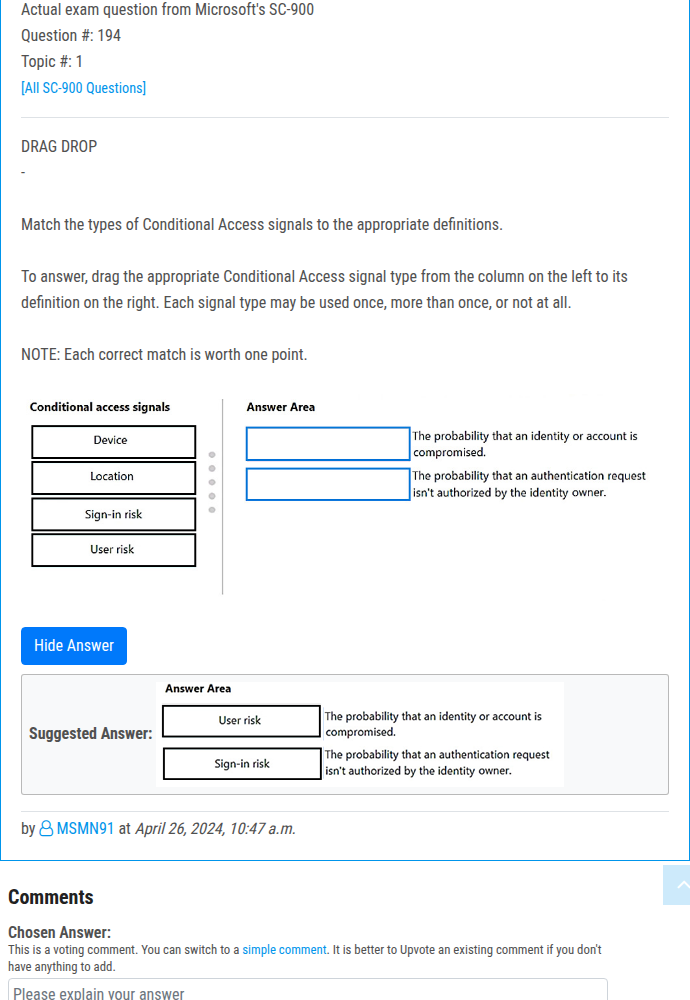 Actual exam question from Microsoft's SC-900
Question #: 194
Topic #: 1
[All SC-900 Questions]
DRAG DROP
-
Match the types of Conditional Access signals to the appropriate definitions.
To answer, drag the appropriate Conditional Access signal type from the column on the left to its
definition on the right. Each signal type may be used once, more than once, or not at all.
NOTE: Each correct match is worth one point.
Conditional access signals
Device
Location
Sign-in risk
User risk
Answer Area
The probability that an identity or account is
compromised.
The probability that an authentication request
isn't authorized by the identity owner.
Hide Answer
Suggested Answer:
Answer Area
User risk
The probability that an identity or account is
compromised.
Sign-in risk
The probability that an authentication request
isn't authorized by the identity owner.
by MSMN91 at April 26, 2024, 10:47 a.m.
Comments
Chosen Answer:
This is a voting comment. You can switch to a simple comment. It is better to Upvote an existing comment if you don't
have anything to add.
Please explain your answer